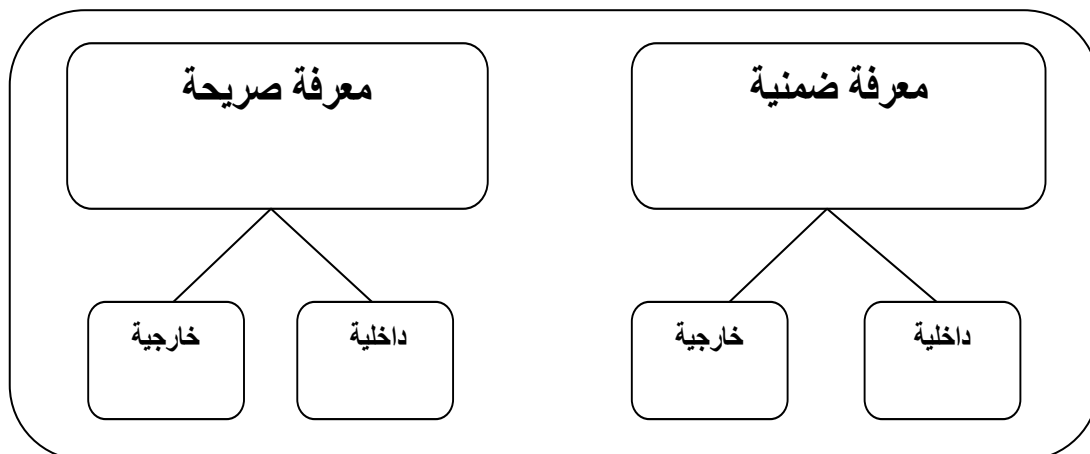 معرفة ضمنية
معرفة صريحة
داخلية
خارجية
داخلية
خارجية